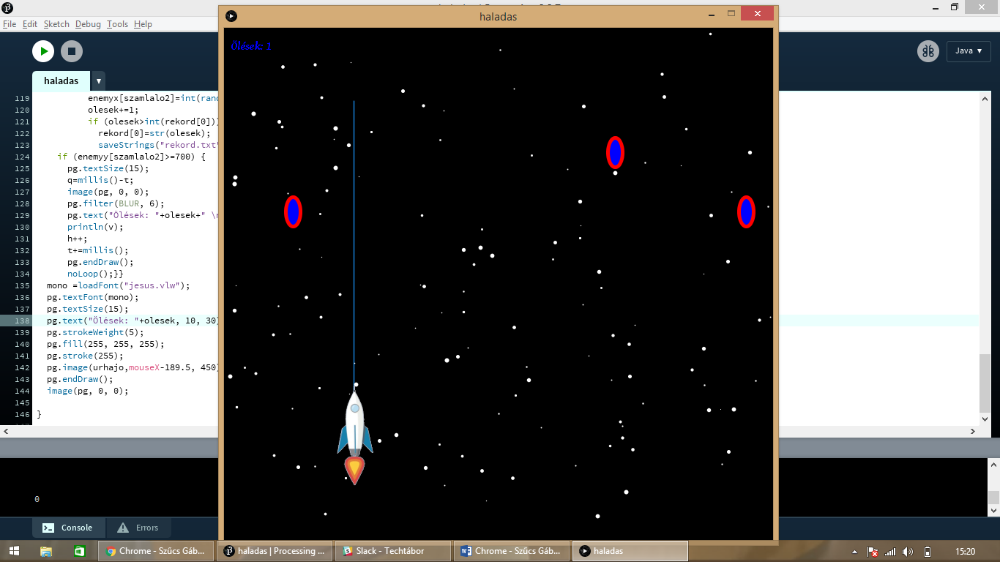 haladas
File Edit Sketch Debug Tools Help
Java ▾
haladas
Ölések: 1
119 enemyx[szamlalo2]=int(ran
120 olesek+=1;
121 if (olesek>int(rekord[0]))
122 rekord[0]=str(olesek);
123 saveStrings("rekord.txt"
124 if (enemyy[szamlalo2]>=700) {
125 pg.textSize(15);
126 q=millis()-t;
127 image(pg, 0, 0);
128 pg.filter(BLUR, 6);
129 pg.text("Ölések: "+olesek+" \n
130 println(v);
131 h++;
132 t+=millis();
133 pg.endDraw();
134 noLoop();}}
135 mono =loadFont("jesus.vlw");
136 pg.textFont(mono);
137 pg.textSize(15);
138 pg.text("Ölések: "+olesek, 10, 30)
139 pg.strokeWeight(5);
140 pg.fill(255, 255, 255);
141 pg.stroke(255);
142 pg.image(urhajo,mouseX-189.5, 450)
143 pg.endDraw();
144 image(pg, 0, 0);
145
146 }
0
Console Errors
Chrome - Szűcs Gáb... haladas | Processing ... Slack - Techtábor Chrome - Szűcs Gáb... haladas 15:20